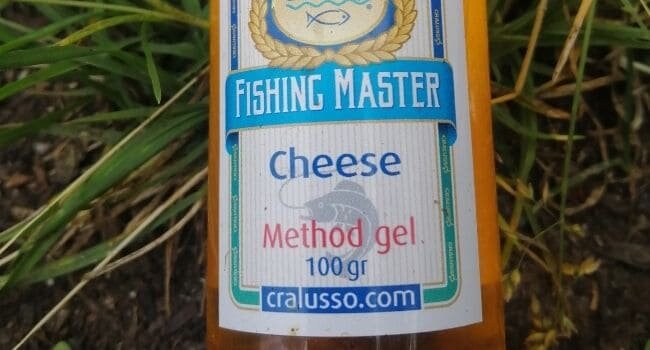 FISHING MASTER
Cheese
Method gel
100 gr
cralusso.com